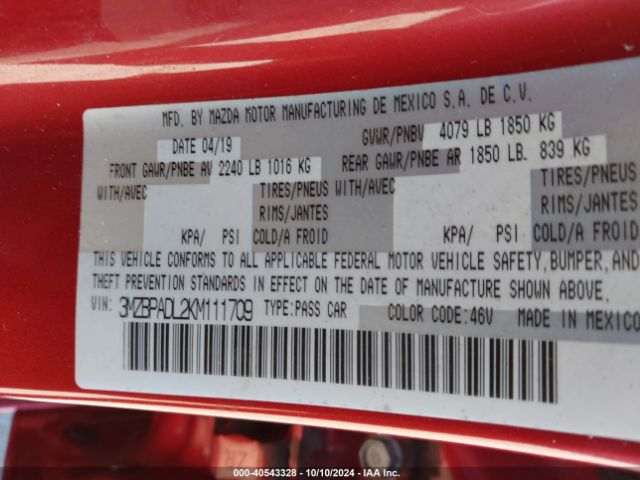 MFD. BY MAZDA MOTOR MANUFACTURING DE MEXICO S.A. DE C.V.
DATE 04/19 GVWR/PNBV 4079 LB 1850 KG
FRONT GAWR/PNBE AV 2240 LB 1016 KG REAR GAWR/PNBE AR 1850 LB. 839 KG
WITH/AVEC TIRES/PNEUS WITH/AVEC TIRES/PNEUS
RIMS/JANTES RIMS/JANTES
KPA/ PSI COLD/A FROID KPA/ PSI COLD/A FROID
THIS VEHICLE CONFORMS TO ALL APPLICABLE FEDERAL MOTOR VEHICLE SAFETY, BUMPER, AND
THEFT PREVENTION STANDARDS IN EFFECT ON THE DATE OF MANUFACTURE SHOWN ABOVE.
VIN: 3MZBPADL2KM111709 TYPE:PASS CAR COLOR CODE:46V MADE IN MEXICO
000-40543328 - 10/10/2024 - IAA Inc.